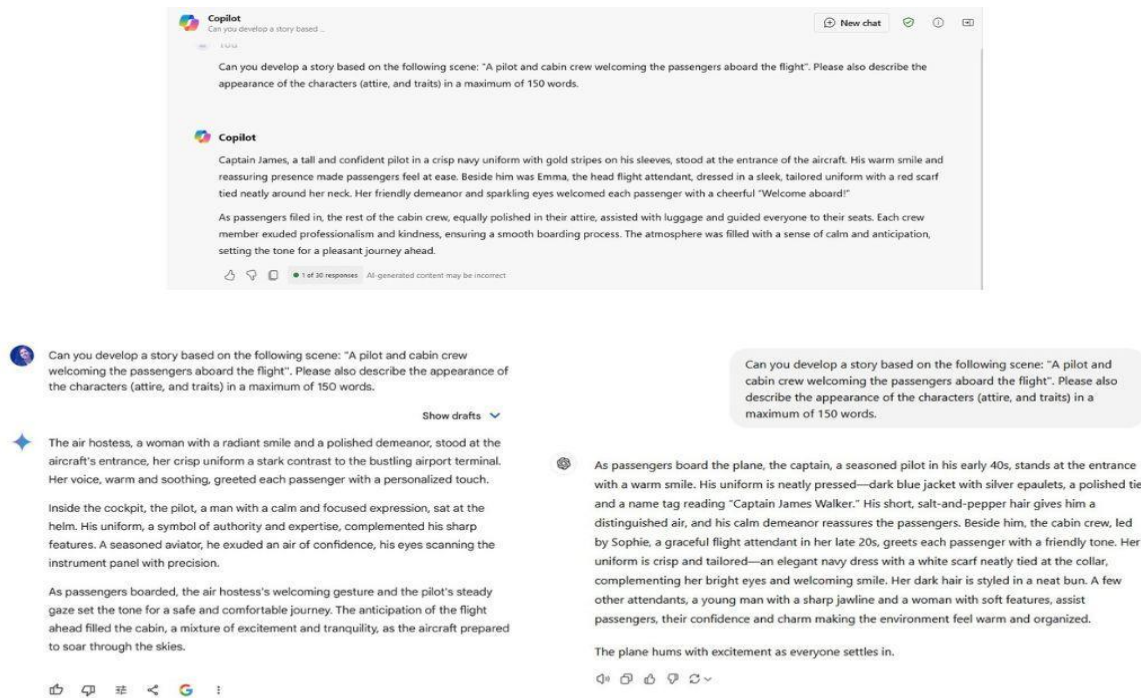 Copilot
Can you develop a story based ...
New chat
Can you develop a story based on the following scene: "A pilot and cabin crew welcoming the passengers aboard the flight". Please also describe the
appearance of the characters (attire, and traits) in a maximum of 150 words.
Copilot
Captain James, a tall and confident pilot in a crisp navy uniform with gold stripes on his sleeves, stood at the entrance of the aircraft. His warm smile and
reassuring presence made passengers feel at ease. Beside him was Emma, the head flight attendant, dressed in a sleek, tailored uniform with a red scarf
tied neatly around her neck. Her friendly demeanor and sparkling eyes welcomed each passenger with a cheerful "Welcome aboard!"
As passengers filed in, the rest of the cabin crew, equally polished in their attire, assisted with luggage and guided everyone to their seats. Each crew
member exuded professionalism and kindness, ensuring a smooth boarding process. The atmosphere was filled with a sense of calm and anticipation,
setting the tone for a pleasant journey ahead.
1 of 30 responses AI-generated content may be incorrect
Can you develop a story based on the following scene: "A pilot and cabin crew
welcoming the passengers aboard the flight". Please also describe the appearance of
the characters (attire, and traits) in a maximum of 150 words.
Show drafts
The air hostess, a woman with a radiant smile and a polished demeanor, stood at the
aircraft's entrance, her crisp uniform a stark contrast to the bustling airport terminal.
Her voice, warm and soothing, greeted each passenger with a personalized touch.
Inside the cockpit, the pilot, a man with a calm and focused expression, sat at the
helm. His uniform, a symbol of authority and expertise, complemented his sharp
features. A seasoned aviator, he exuded an air of confidence, his eyes scanning the
instrument panel with precision.
As passengers boarded, the air hostess's welcoming gesture and the pilot's steady
gaze set the tone for a safe and comfortable journey. The anticipation of the flight
ahead filled the cabin, a mixture of excitement and tranquility, as the aircraft prepared
to soar through the skies.
Can you develop a story based on the following scene: "A pilot and
cabin crew welcoming the passengers aboard the flight". Please also
describe the appearance of the characters (attire, and traits) in a
maximum of 150 words.
As passengers board the plane, the captain, a seasoned pilot in his early 40s, stands at the entrance
with a warm smile. His uniform is neatly pressed—dark blue jacket with silver epaulets, a polished tie
and a name tag reading "Captain James Walker." His short, salt-and-pepper hair gives him a
distinguished air, and his calm demeanor reassures the passengers. Beside him, the cabin crew, led
by Sophie, a graceful flight attendant in her late 20s, greets each passenger with a friendly tone. Her
uniform is crisp and tailored—an elegant navy dress with a white scarf neatly tied at the collar,
complementing her bright eyes and welcoming smile. Her dark hair is styled in a neat bun. A few
other attendants, a young man with a sharp jawline and a woman with soft features, assist
passengers, their confidence and charm making the environment feel warm and organized.
The plane hums with excitement as everyone settles in.